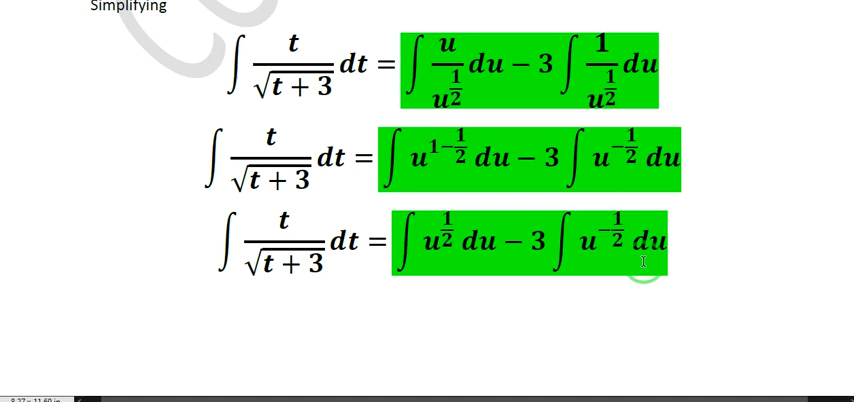 Simplifying
∫ t/√(t + 3) dt = ∫ u/u^(1/2) du − 3 ∫ 1/u^(1/2) du
∫ t/√(t + 3) dt = ∫ u^(1−1/2) du − 3 ∫ u^(−1/2) du
∫ t/√(t + 3) dt = ∫ u^(1/2) du − 3 ∫ u^(−1/2) du